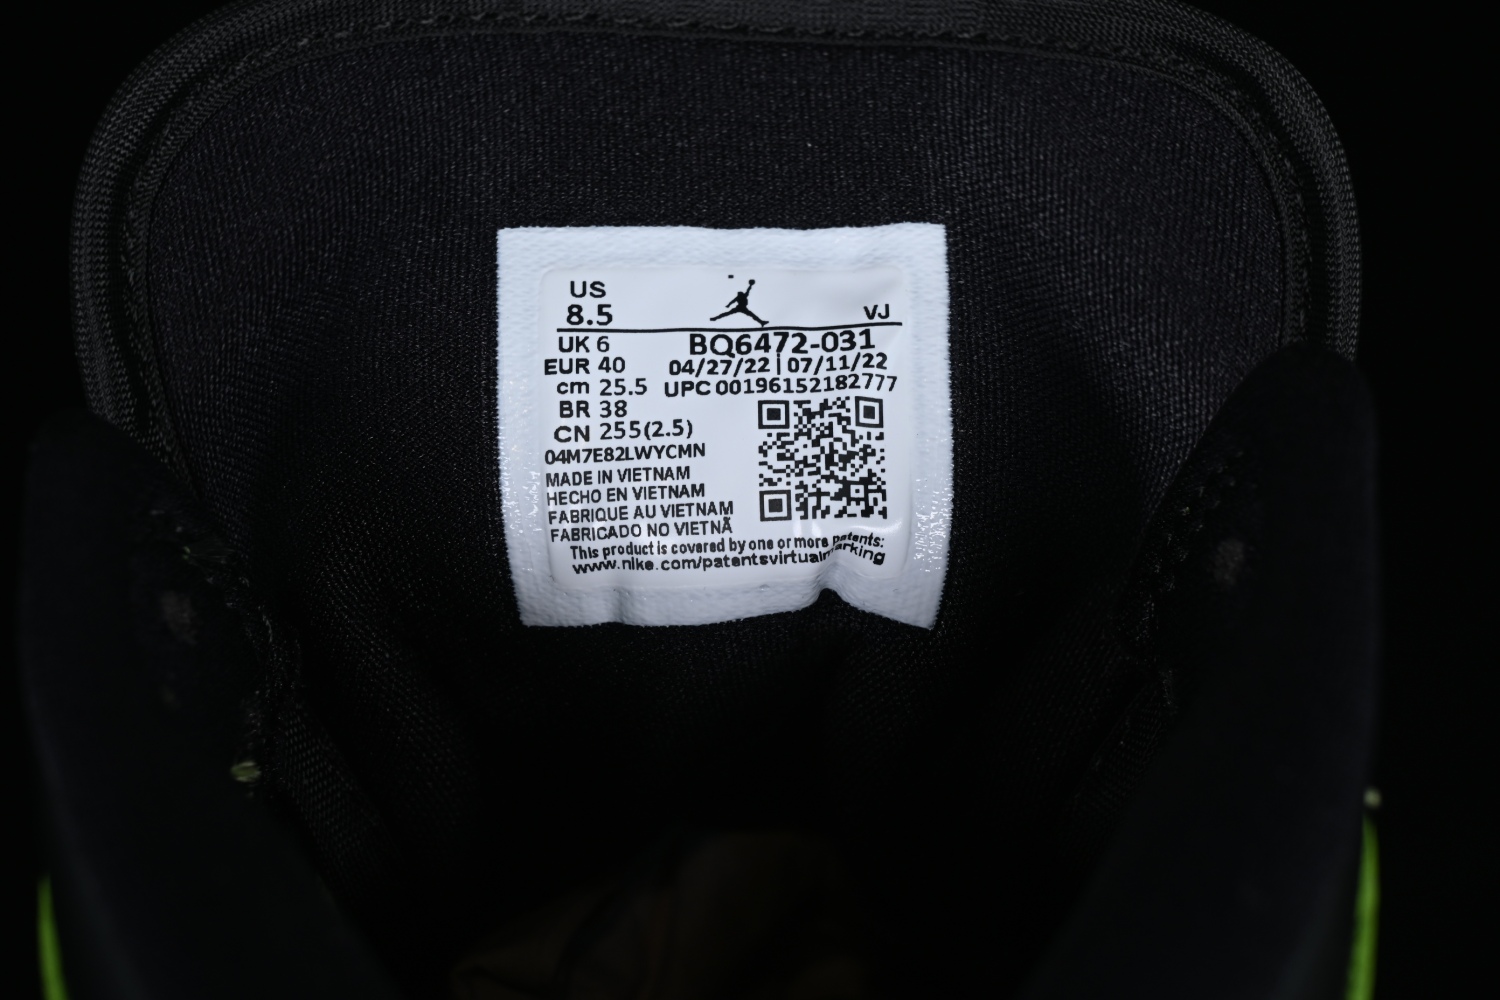 US
8.5
VJ
UK 6
BQ6472-031
EUR 40
04/27/22 | 07/11/22
cm 25.5
UPC 00196152182777
BR 38
CN 255(2.5)
04M7E82LWYCMN
MADE IN VIETNAM
HECHO EN VIETNAM
FABRIQUE AU VIETNAM
FABRICADO NO VIETNÃ
This product is covered by one or more patents:
www.nike.com/patentsvirtualmarking